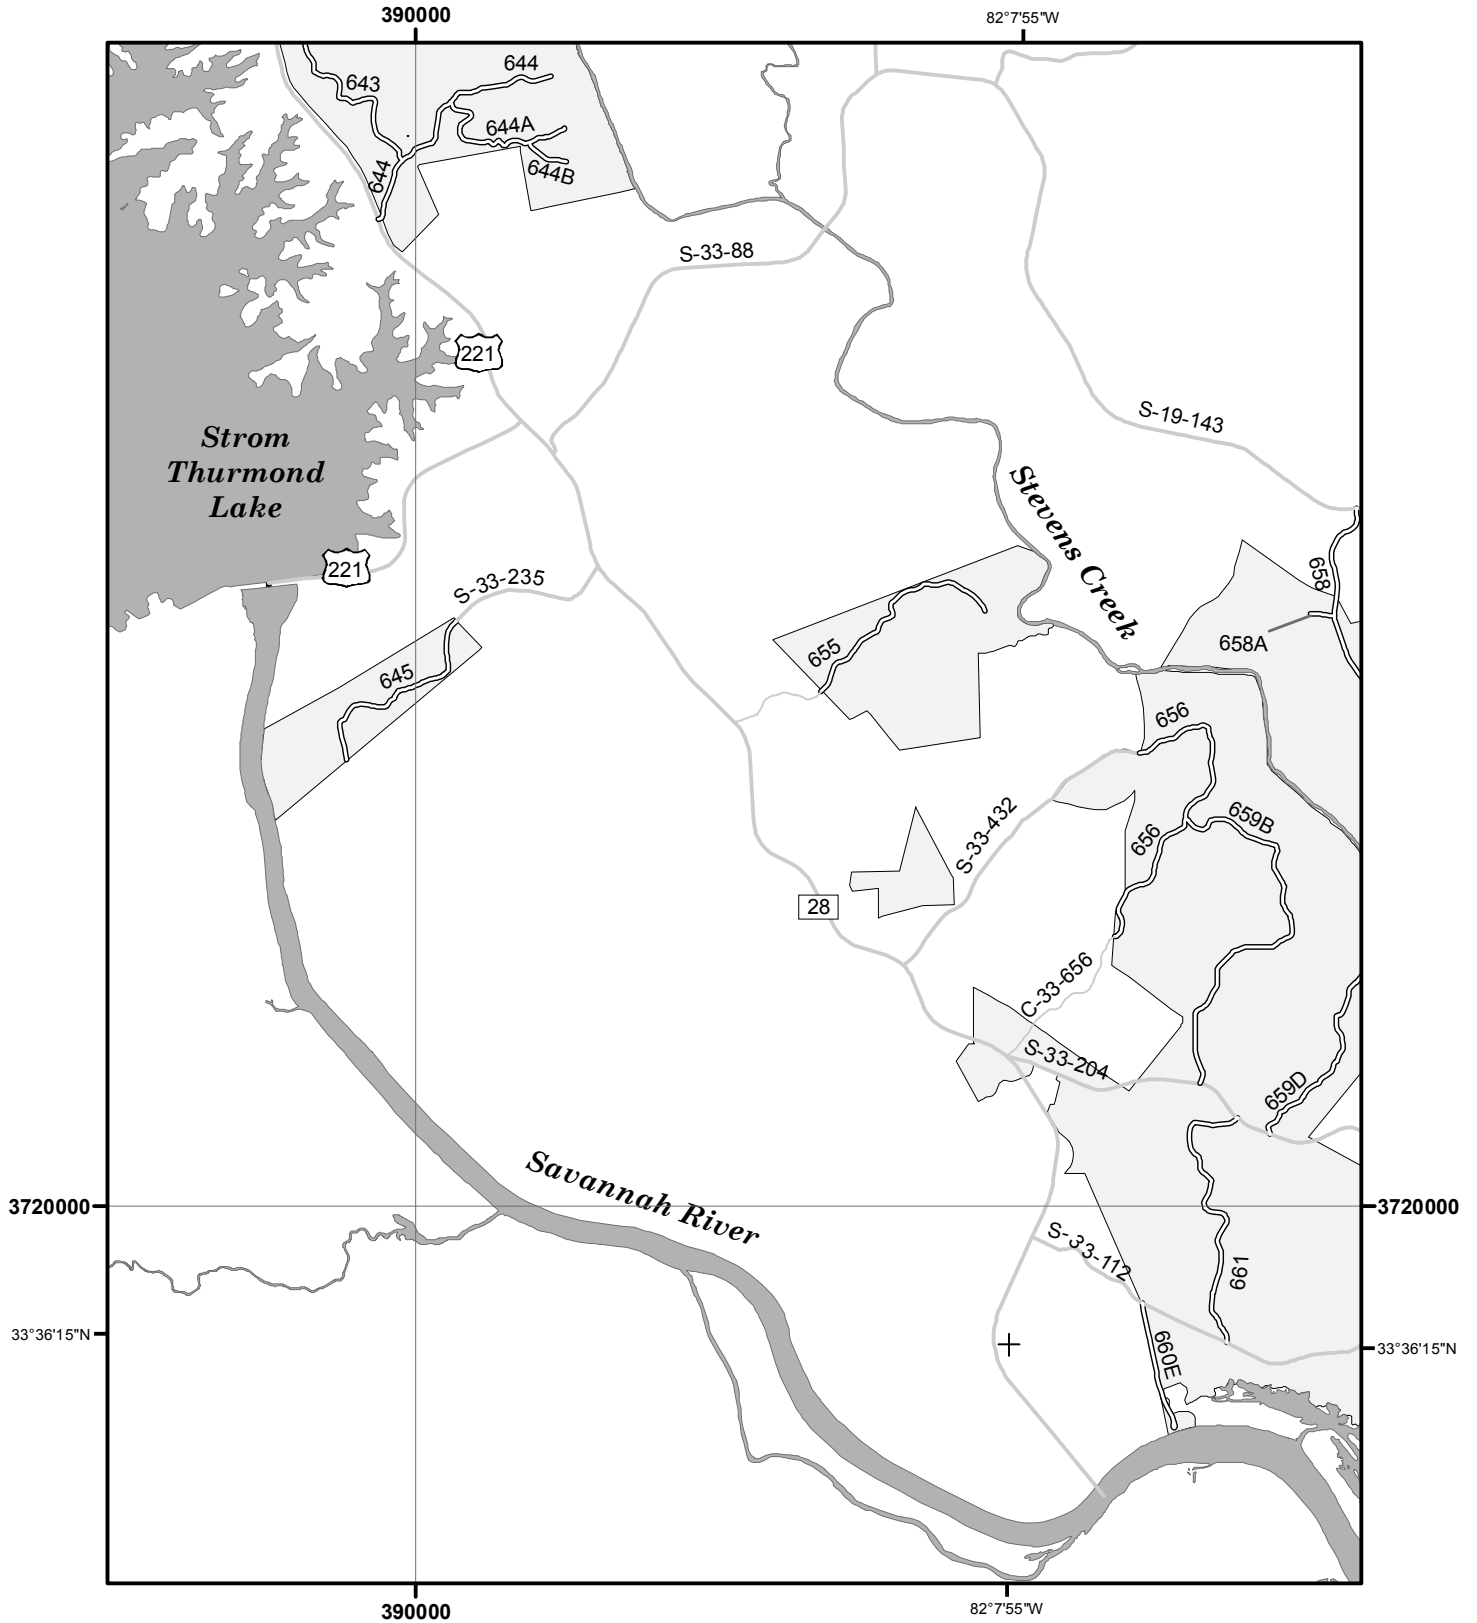 390000
82°7'55"W
643
644
644A
644
644B
S-33-88
221
S-19-143
Strom
Thurmond
Lake
Stevens Creek
221
S-33-235
658
658A
655
645
656
659B
656
S-33-432
28
C-33-656
S-33-204
659D
Savannah River
3720000
3720000
S-33-112
661
33°36'15"N
33°36'15"N
660E
390000
82°7'55"W